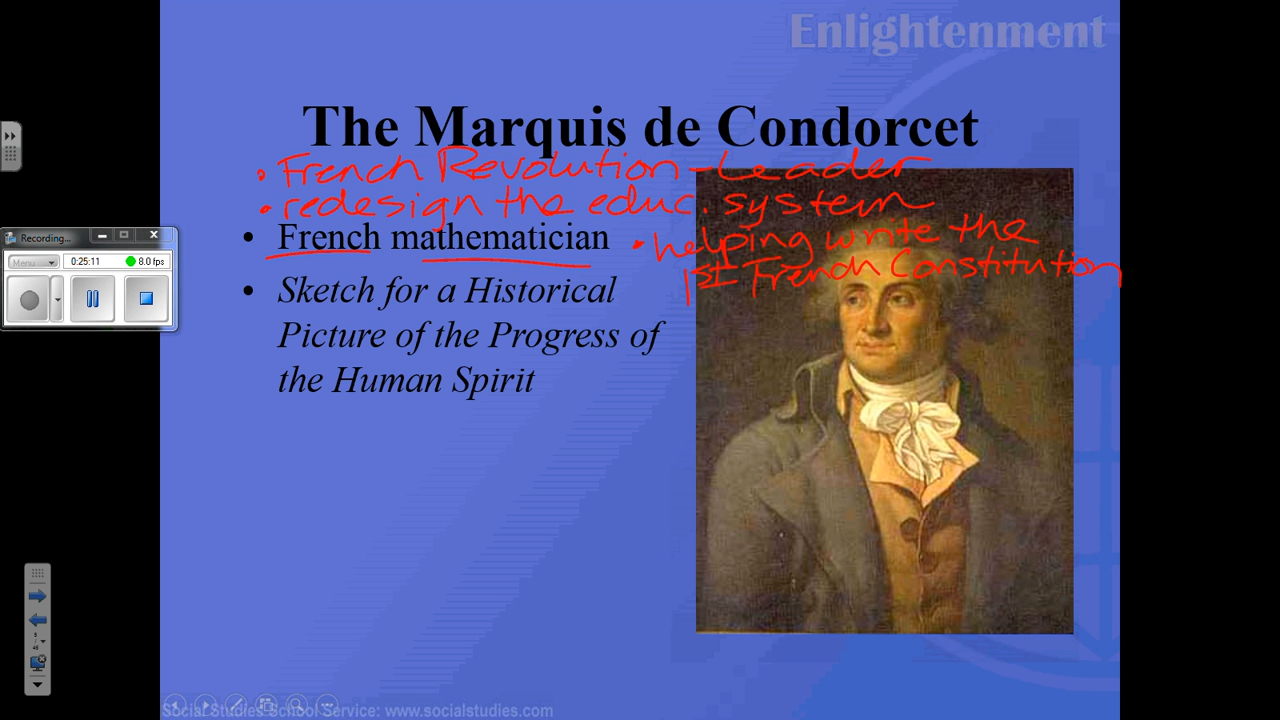 Enlightenment
The Marquis de Condorcet
• French Revolution - Leader
• redesign the educ. system
• French mathematician
• helping write the
1st French Constitution
• Sketch for a Historical
Picture of the Progress of
the Human Spirit
Recording...
Menu
0:25:11
8.0 fps
Social Studies School Service: www.socialstudies.com